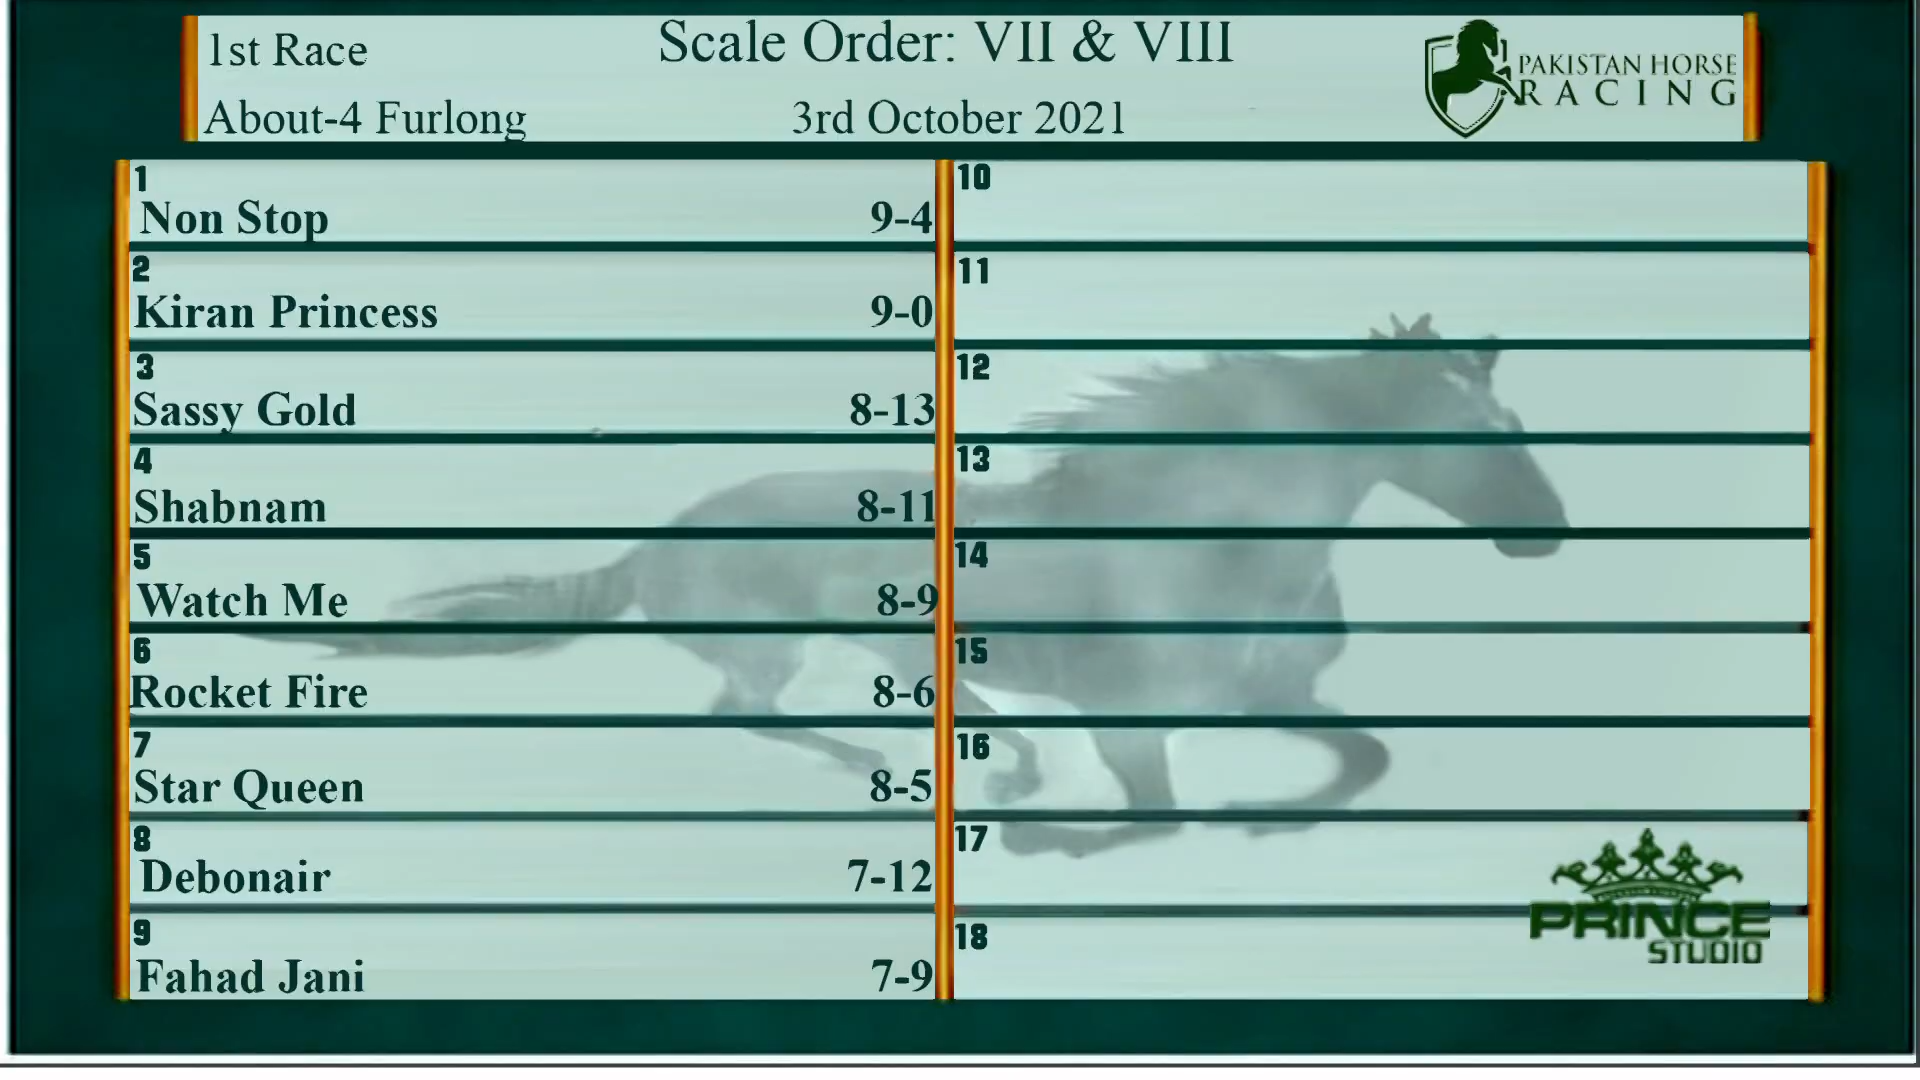 1st Race
Scale Order: VII & VIII
PAKISTAN HORSE
RACING
About-4 Furlong
3rd October 2021
1
Non Stop 9-4
2
Kiran Princess 9-0
3
Sassy Gold 8-13
4
Shabnam 8-11
5
Watch Me 8-9
6
Rocket Fire 8-6
7
Star Queen 8-5
8
Debonair 7-12
9
Fahad Jani 7-9
10
11
12
13
14
15
16
17
18
PRINCE
STUDIO